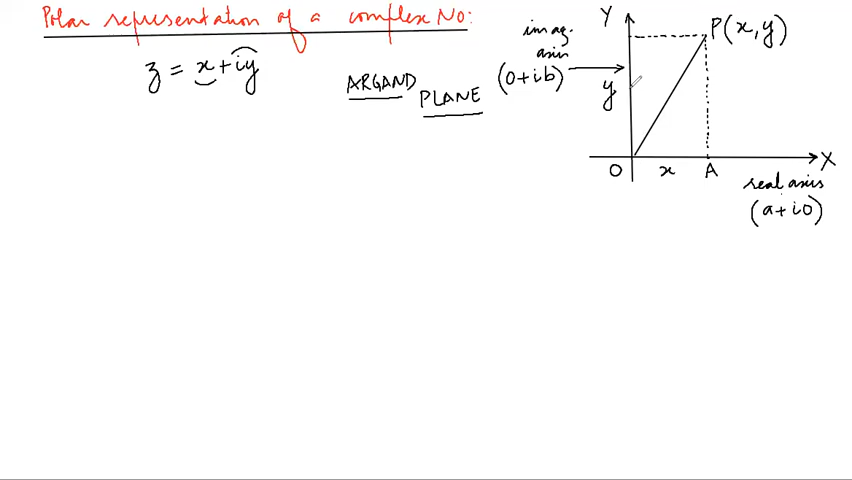 Polar representation of a complex No:
z = x + iy
ARGAND
PLANE
imag.
axis
(0+ib)
Y
P(x, y)
y
O
x
A
X
real axis
(a+i0)